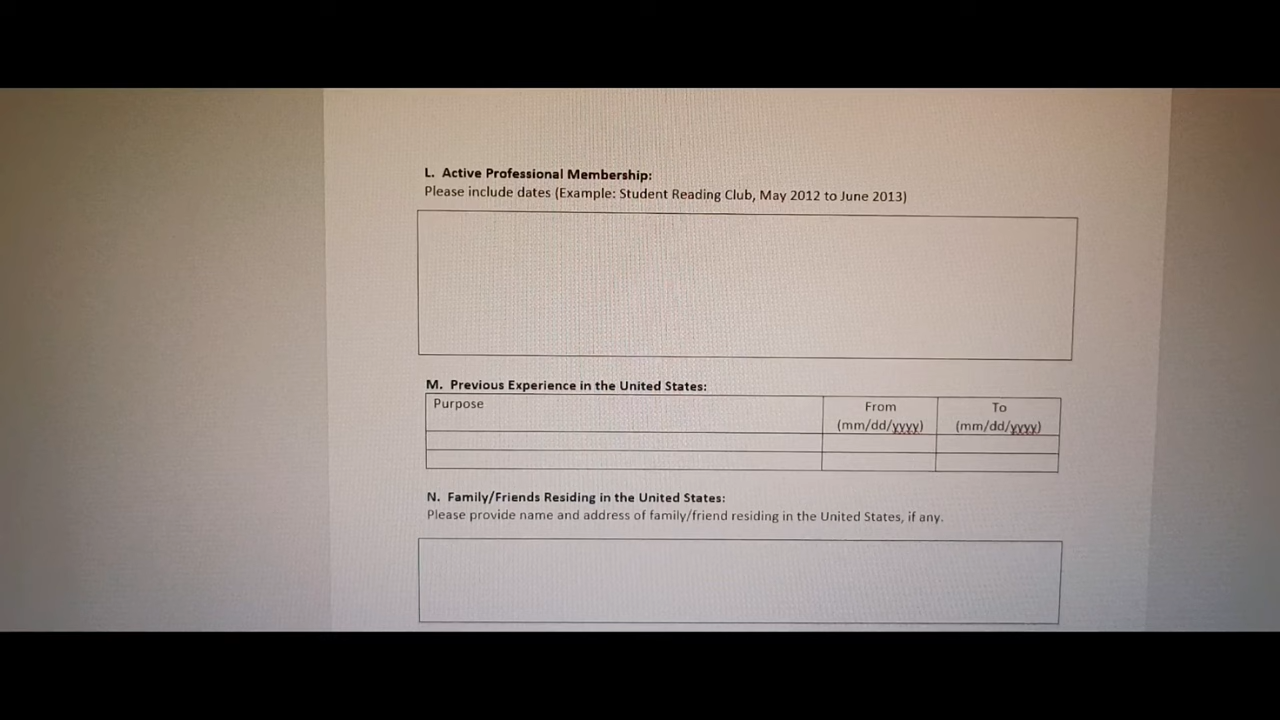 L. Active Professional Membership:
Please include dates (Example: Student Reading Club, May 2012 to June 2013)
M. Previous Experience in the United States:
Purpose
From
(mm/dd/yyyy)
To
(mm/dd/yyyy)
N. Family/Friends Residing in the United States:
Please provide name and address of family/friend residing in the United States, if any.